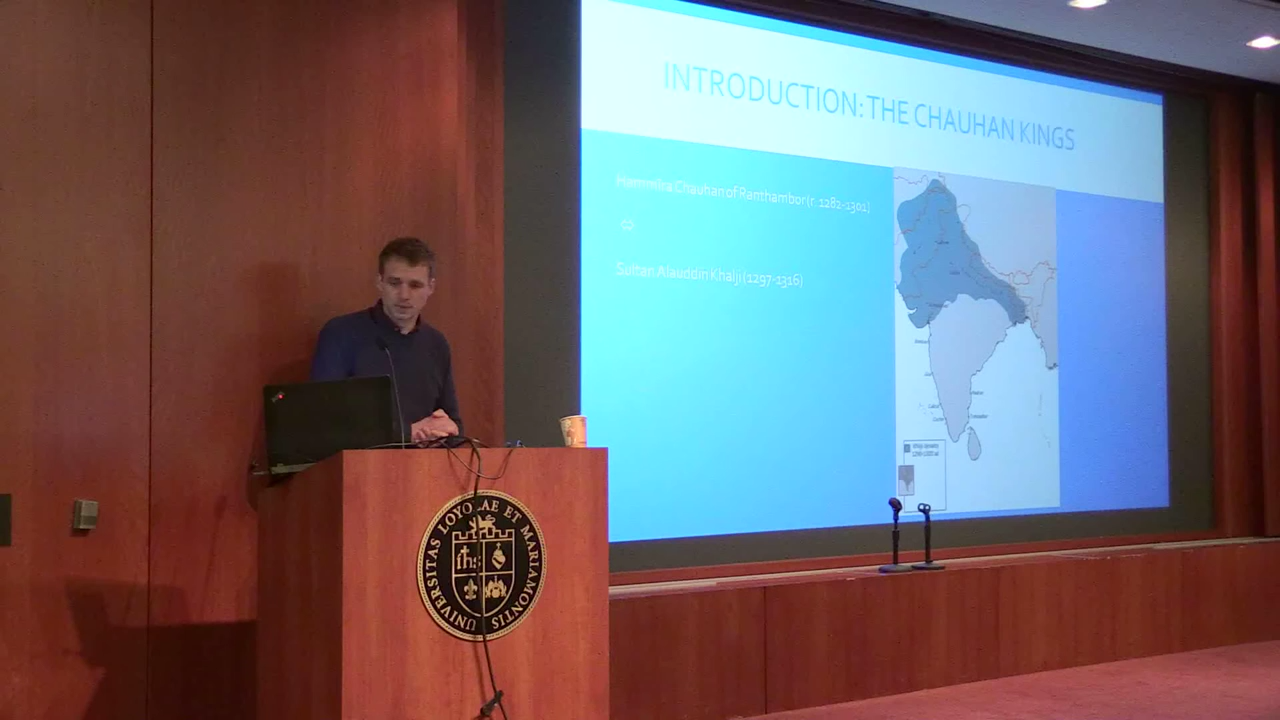 INTRODUCTION: THE CHAUHAN KINGS
Hammira Chauhan of Ranthambor (r. 1282-1301)
Sultan Alauddin Khalji (1297-1316)
UNIVERSITAS LOYOLAE ET MARIAMONTIS
ihs